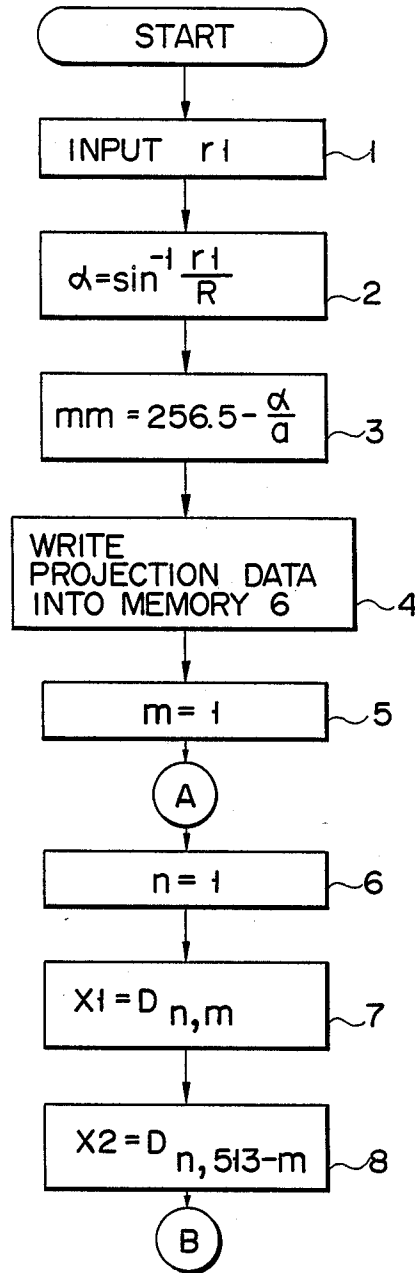 START
INPUT r1
1
α=sin⁻¹ r1/R
2
mm = 256.5 - α/a
3
WRITE
PROJECTION DATA
INTO MEMORY 6
4
m = 1
5
A
n = 1
6
X1 = D n,m
7
X2 = D n,513-m
8
B